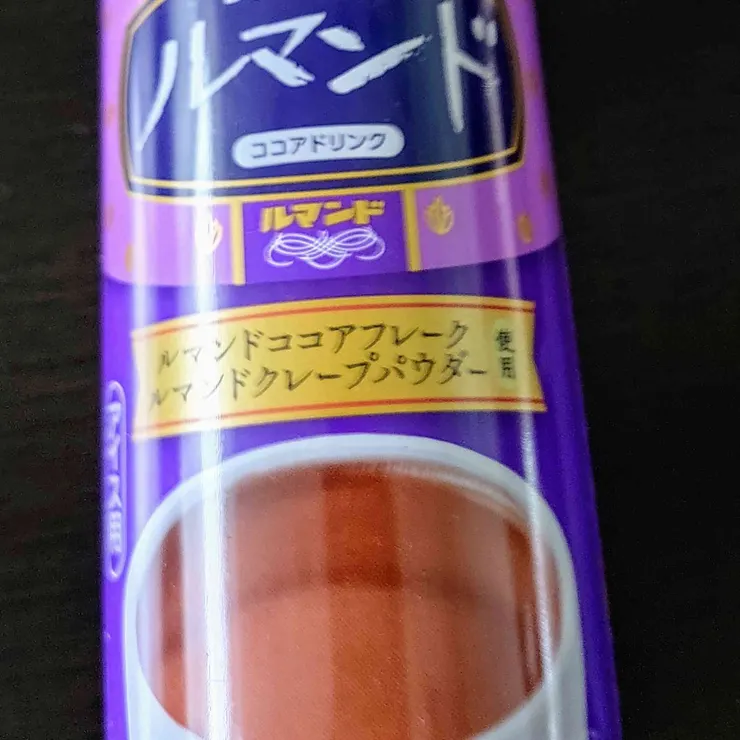 ルマンド
ココアドリンク
ルマンド
ルマンドココアフレーク
ルマンドクレープパウダー
使用